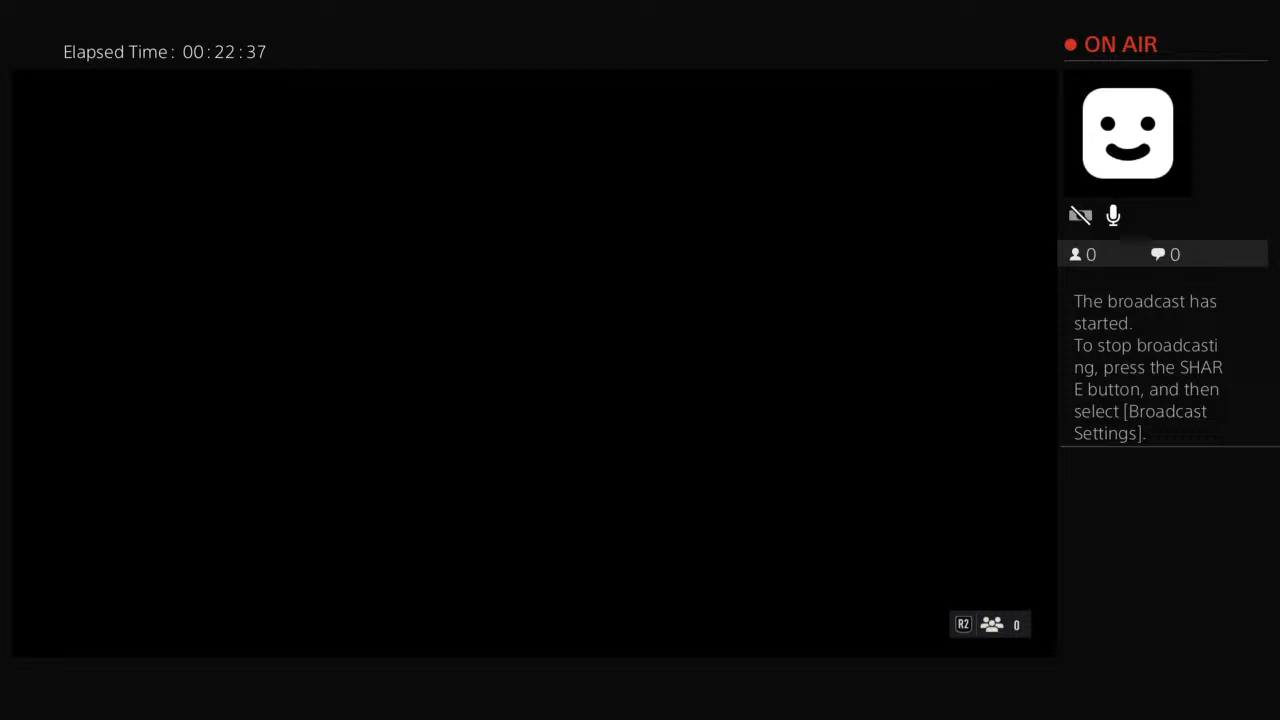 Elapsed Time: 00:22:37
ON AIR
0 0
The broadcast has
started.
To stop broadcasti
ng, press the SHAR
E button, and then
select [Broadcast
Settings].
R2 0